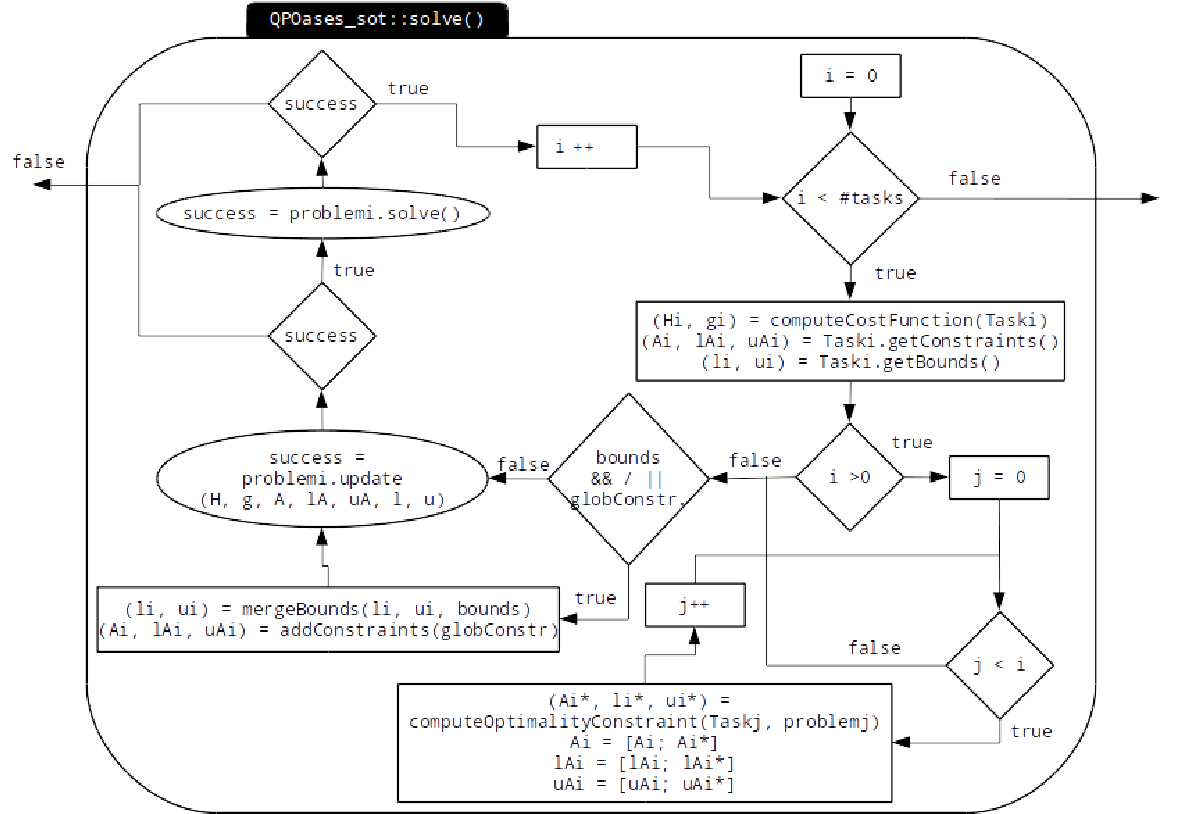 QPOases_sot::solve()
success
true
i = 0
i ++
false
success = problemi.solve()
i < #tasks
false
true
true
success
(Hi, gi) = computeCostFunction(Taski)
(Ai, lAi, uAi) = Taski.getConstraints()
(li, ui) = Taski.getBounds()
success =
problemi.update
(H, g, A, lA, uA, l, u)
false
bounds
&& / ||
globConstr.
false
i >0
true
j = 0
(li, ui) = mergeBounds(li, ui, bounds)
(Ai, lAi, uAi) = addConstraints(globConstr)
true
j++
false
j < i
true
(Ai*, li*, ui*) =
computeOptimalityConstraint(Taskj, problemj)
Ai = [Ai; Ai*]
lAi = [lAi; lAi*]
uAi = [uAi; uAi*]